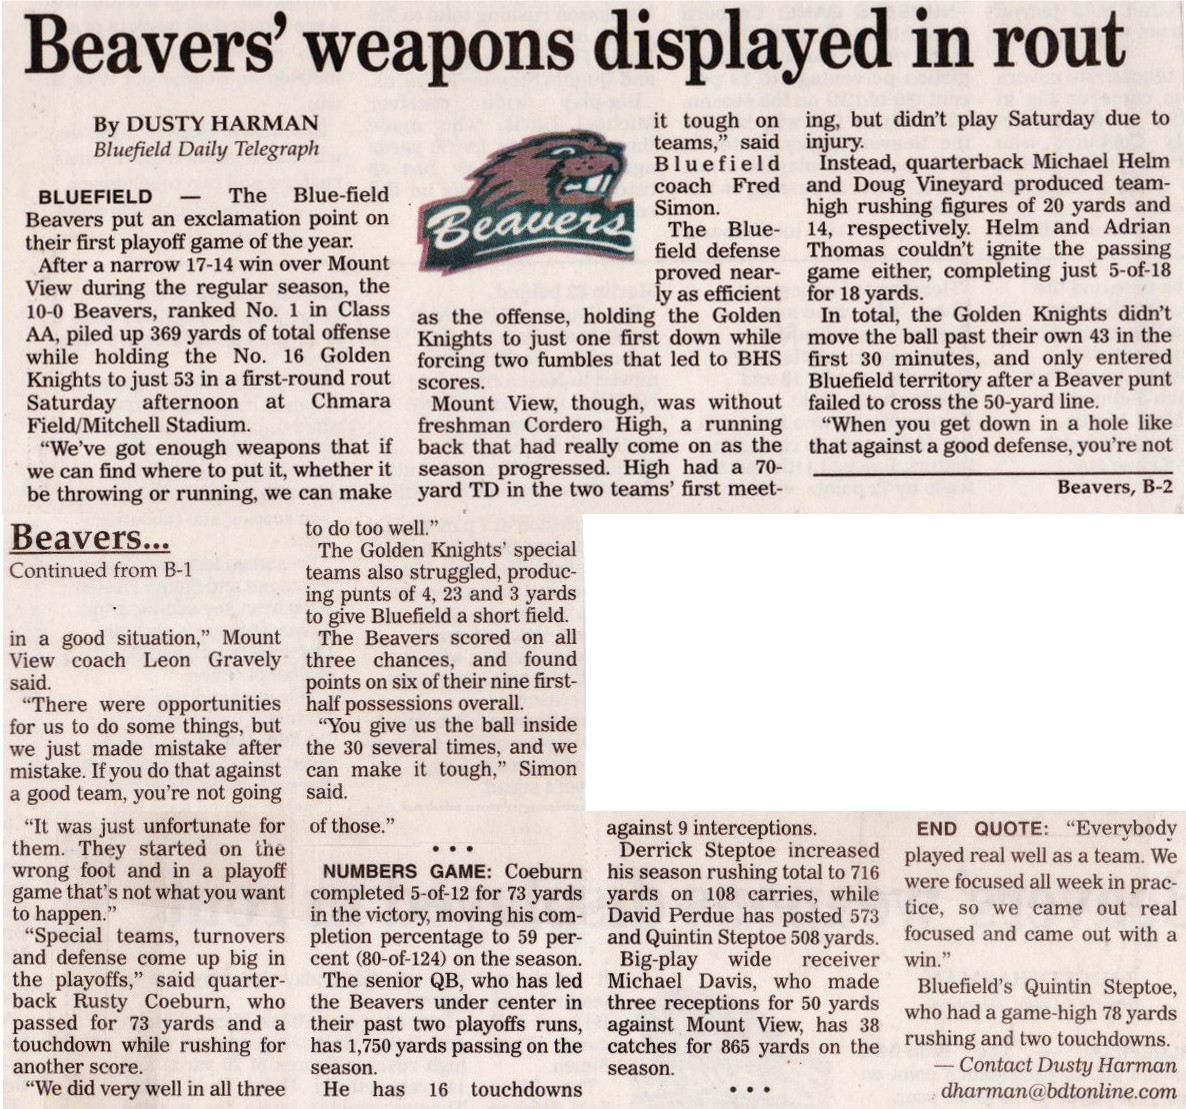 Beavers' weapons displayed in rout
By DUSTY HARMAN
Bluefield Daily Telegraph
BLUEFIELD — The Blue-field
Beavers put an exclamation point on
their first playoff game of the year.
After a narrow 17-14 win over Mount
View during the regular season, the
10-0 Beavers, ranked No. 1 in Class
AA, piled up 369 yards of total offense
while holding the No. 16 Golden
Knights to just 53 in a first-round rout
Saturday afternoon at Chmara
Field/Mitchell Stadium.
“We've got enough weapons that if
we can find where to put it, whether it
be throwing or running, we can make
Beavers
it tough on
teams,” said
Bluefield
coach Fred
Simon.
The Blue-
field defense
proved near-
ly as efficient
as the offense, holding the Golden
Knights to just one first down while
forcing two fumbles that led to BHS
scores.
Mount View, though, was without
freshman Cordero High, a running
back that had really come on as the
season progressed. High had a 70-
yard TD in the two teams' first meet-
ing, but didn't play Saturday due to
injury.
Instead, quarterback Michael Helm
and Doug Vineyard produced team-
high rushing figures of 20 yards and
14, respectively. Helm and Adrian
Thomas couldn't ignite the passing
game either, completing just 5-of-18
for 18 yards.
In total, the Golden Knights didn't
move the ball past their own 43 in the
first 30 minutes, and only entered
Bluefield territory after a Beaver punt
failed to cross the 50-yard line.
“When you get down in a hole like
that against a good defense, you're not
Beavers, B-2
Beavers...
Continued from B-1
in a good situation,” Mount
View coach Leon Gravely
said.
“There were opportunities
for us to do some things, but
we just made mistake after
mistake. If you do that against
a good team, you're not going
to do too well.”
The Golden Knights' special
teams also struggled, produc-
ing punts of 4, 23 and 3 yards
to give Bluefield a short field.
The Beavers scored on all
three chances, and found
points on six of their nine first-
half possessions overall.
“You give us the ball inside
the 30 several times, and we
can make it tough,” Simon
said.
“It was just unfortunate for
them. They started on the
wrong foot and in a playoff
game that's not what you want
to happen.”
“Special teams, turnovers
and defense come up big in
the playoffs,” said quarter-
back Rusty Coeburn, who
passed for 73 yards and a
touchdown while rushing for
another score.
“We did very well in all three
of those.”
• • •
NUMBERS GAME: Coeburn
completed 5-of-12 for 73 yards
in the victory, moving his com-
pletion percentage to 59 per-
cent (80-of-124) on the season.
The senior QB, who has led
the Beavers under center in
their past two playoffs runs,
has 1,750 yards passing on the
season.
He has 16 touchdowns
against 9 interceptions.
Derrick Steptoe increased
his season rushing total to 716
yards on 108 carries, while
David Perdue has posted 573
and Quintin Steptoe 508 yards.
Big-play wide receiver
Michael Davis, who made
three receptions for 50 yards
against Mount View, has 38
catches for 865 yards on the
season.
• • •
END QUOTE: “Everybody
played real well as a team. We
were focused all week in prac-
tice, so we came out real
focused and came out with a
win.”
Bluefield's Quintin Steptoe,
who had a game-high 78 yards
rushing and two touchdowns.
— Contact Dusty Harman
dharman@bdtonline.com